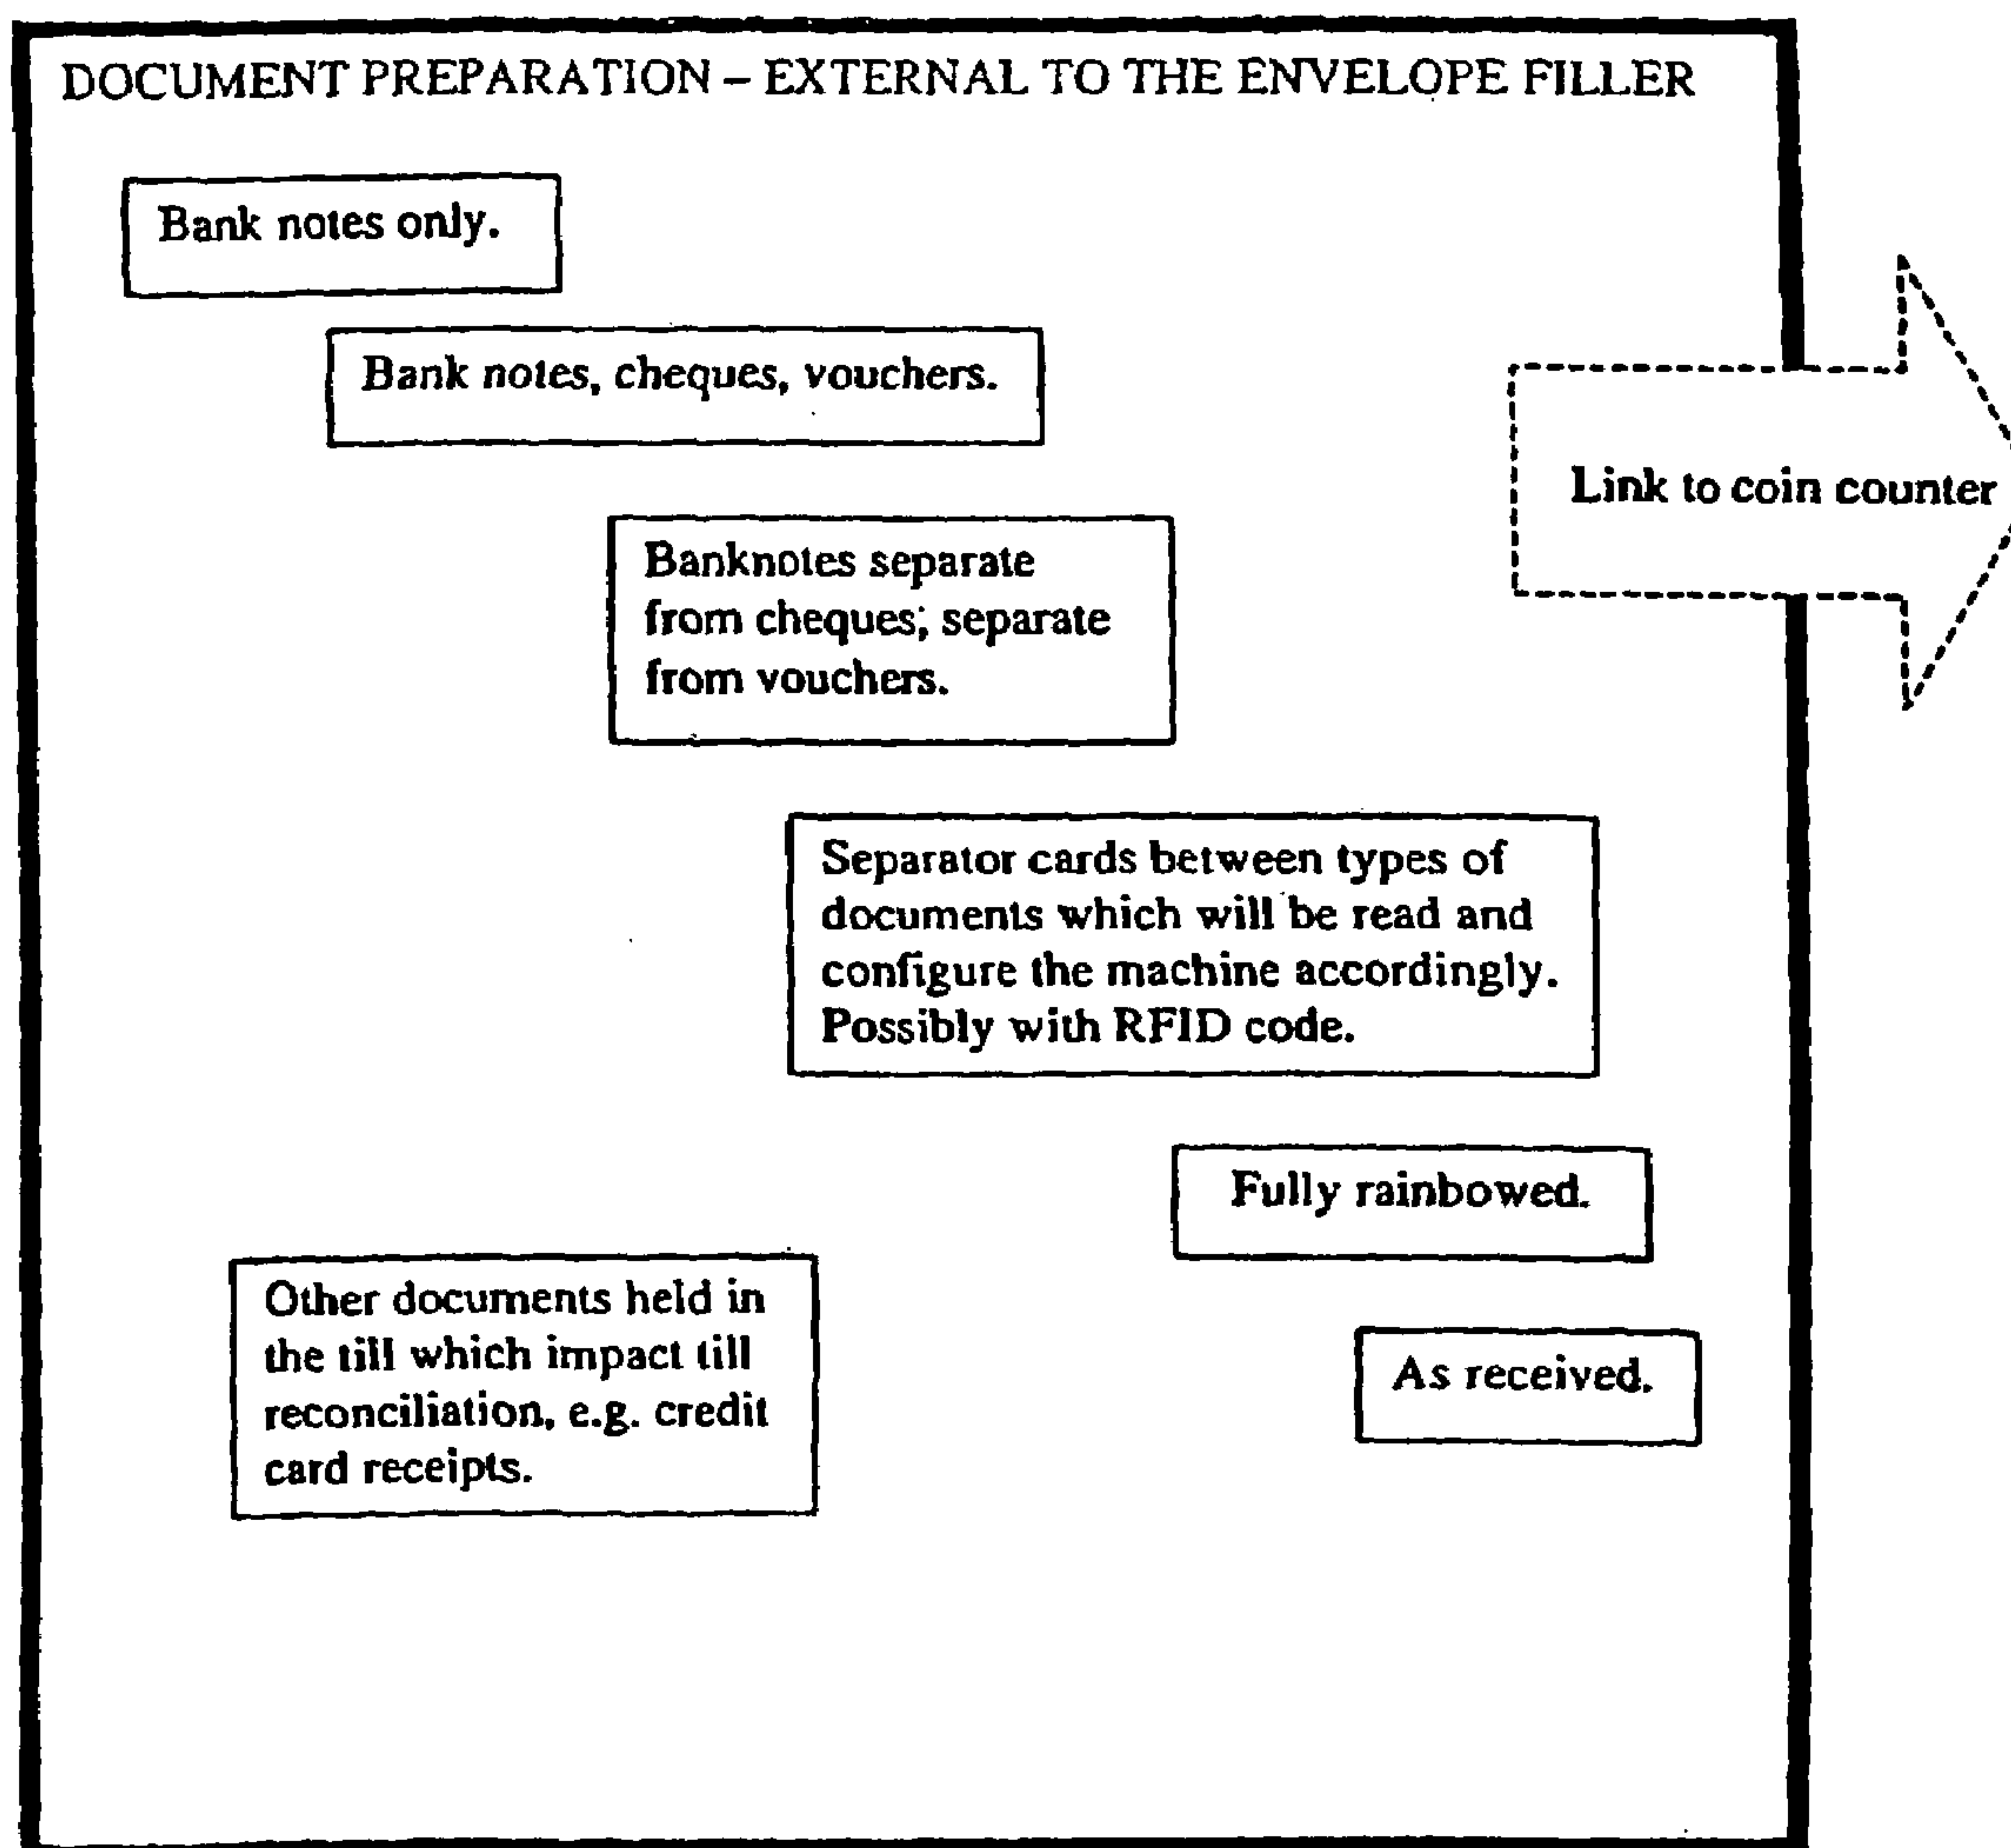 DOCUMENT PREPARATION – EXTERNAL TO THE ENVELOPE FILLER
Bank notes only.
Bank notes, cheques, vouchers.
Link to coin counter
Banknotes separate
from cheques; separate
from vouchers.
Separator cards between types of
documents which will be read and
configure the machine accordingly.
Possibly with RFID code.
Fully rainbowed.
Other documents held in
the till which impact till
reconciliation, e.g. credit
card receipts.
As received.